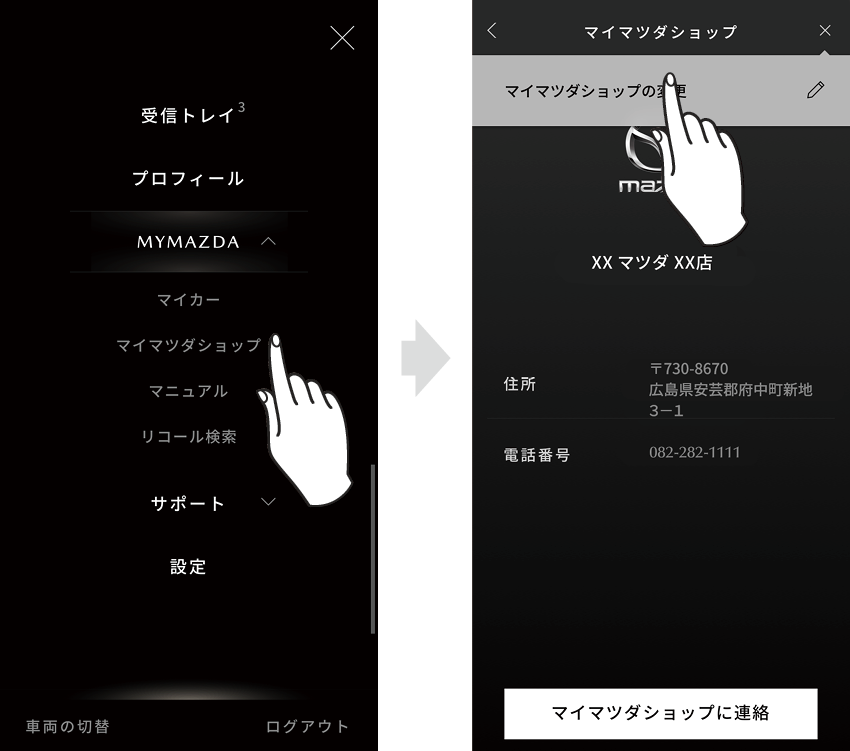 受信トレイ3
プロフィール
MYMAZDA
マイカー
マイマツダショップ
マニュアル
リコール検索
サポート
設定
車両の切替
ログアウト
マイマツダショップ
マイマツダショップの変更
maz
XX マツダ XX店
住所
〒730-8670
広島県安芸郡府中町新地
3－1
電話番号
082-282-1111
マイマツダショップに連絡